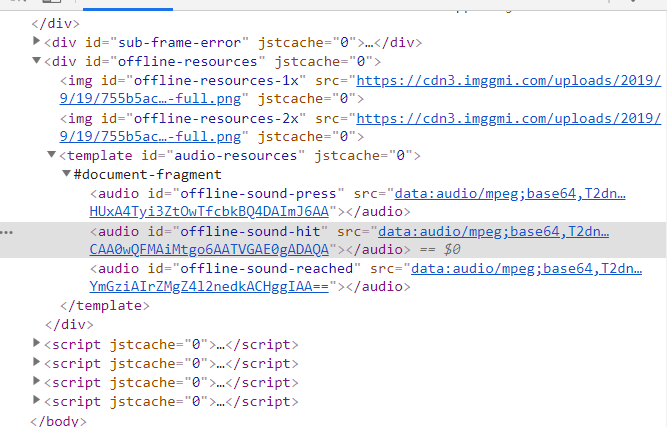 </div>
<div id="sub-frame-error" jstcache="0">…</div>
<div id="offline-resources" jstcache="0">
<img id="offline-resources-1x" src="https://cdn3.imggmi.com/uploads/2019/
9/19/755b5ac…-full.png" jstcache="0">
<img id="offline-resources-2x" src="https://cdn3.imggmi.com/uploads/2019/
9/19/755b5ac…-full.png" jstcache="0">
<template id="audio-resources" jstcache="0">
#document-fragment
<audio id="offline-sound-press" src="data:audio/mpeg;base64,T2dn…
HUxA4Tyi3ZtOwTfcbkBQ4DAImJ6AA"></audio>
<audio id="offline-sound-hit" src="data:audio/mpeg;base64,T2dn…
CAA0wQFMAiMtgo6AATVGAE0gADAQA"></audio> == $0
<audio id="offline-sound-reached" src="data:audio/mpeg;base64,T2dn…
YmGziAIrZMgZ4l2nedkACHggIAA=="></audio>
</template>
</div>
<script jstcache="0">…</script>
<script jstcache="0">…</script>
<script jstcache="0">…</script>
<script jstcache="0">…</script>
</body>